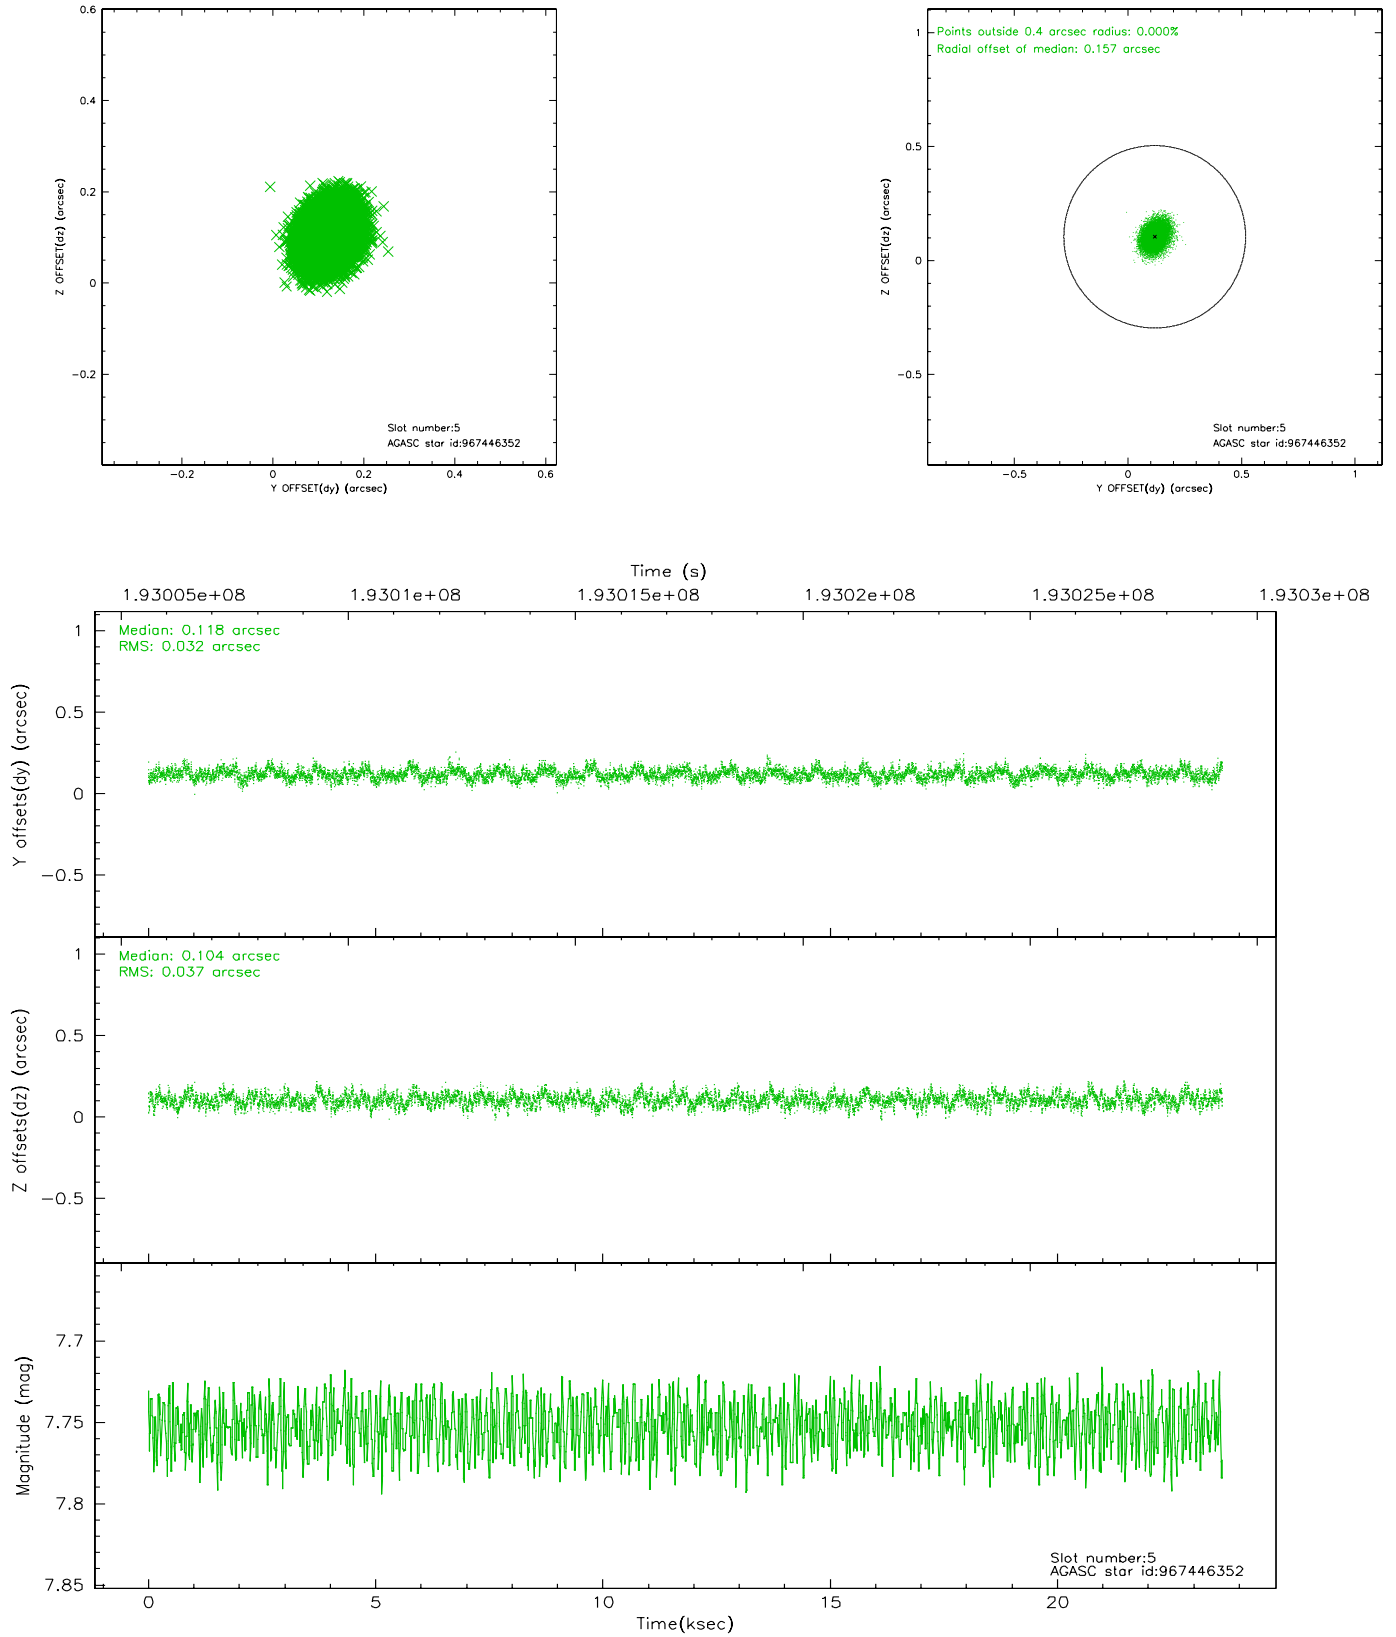 0.6
0.4
0.2
0
−0.2
Z OFFSET(dz) (arcsec)
Slot number:5
AGASC star id:967446352
−0.2 0 0.2 0.4 0.6
Y OFFSET(dy) (arcsec)
Points outside 0.4 arcsec radius: 0.000%
Radial offset of median: 0.157 arcsec
1
0.5
0
−0.5
Z OFFSET(dz) (arcsec)
Slot number:5
AGASC star id:967446352
−0.5 0 0.5 1
Y OFFSET(dy) (arcsec)
Time (s)
1.93005e+08 1.9301e+08 1.93015e+08 1.9302e+08 1.93025e+08 1.9303e+08
Median: 0.118 arcsec
RMS: 0.032 arcsec
1
0.5
0
−0.5
Y offsets(dy) (arcsec)
Median: 0.104 arcsec
RMS: 0.037 arcsec
1
0.5
0
−0.5
Z offsets(dz) (arcsec)
7.7
7.75
7.8
7.85
Magnitude (mag)
Slot number:5
AGASC star id:967446352
0 5 10 15 20
Time(ksec)